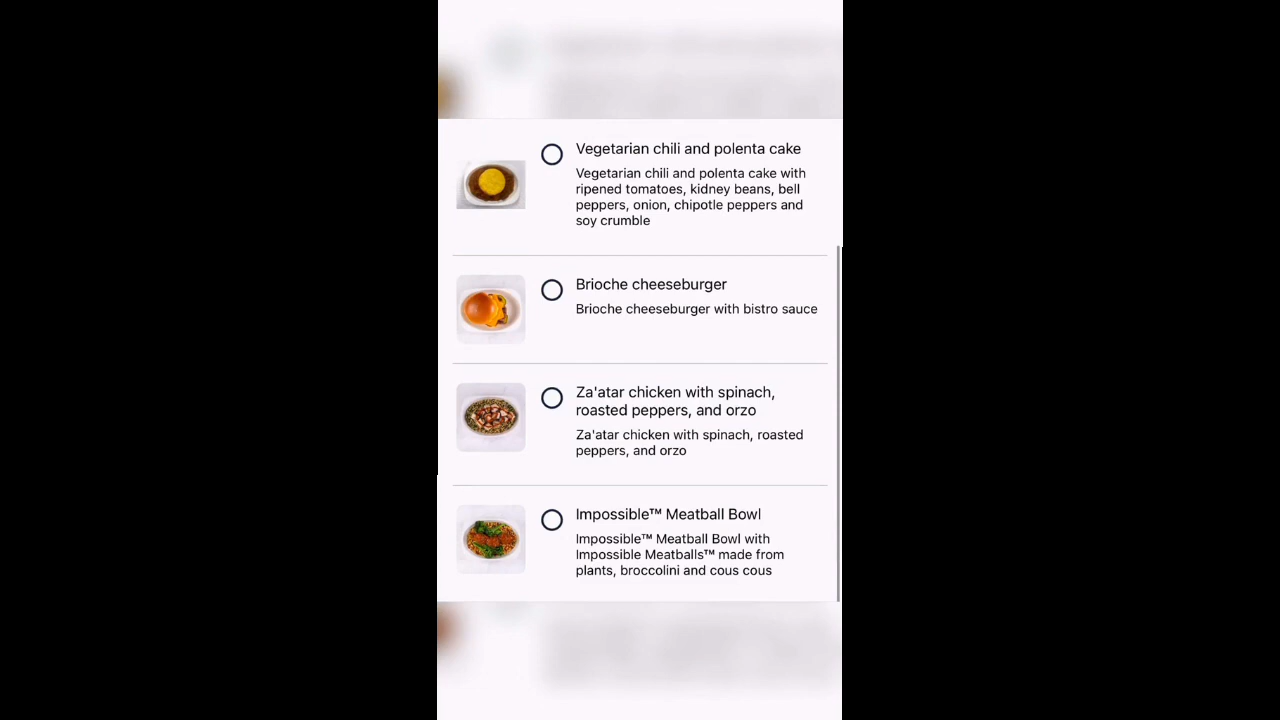 Vegetarian chili and polenta cake
Vegetarian chili and polenta cake with
ripened tomatoes, kidney beans, bell
peppers, onion, chipotle peppers and
soy crumble
Brioche cheeseburger
Brioche cheeseburger with bistro sauce
Za'atar chicken with spinach,
roasted peppers, and orzo
Za'atar chicken with spinach, roasted
peppers, and orzo
Impossible™ Meatball Bowl
Impossible™ Meatball Bowl with
Impossible Meatballs™ made from
plants, broccolini and cous cous